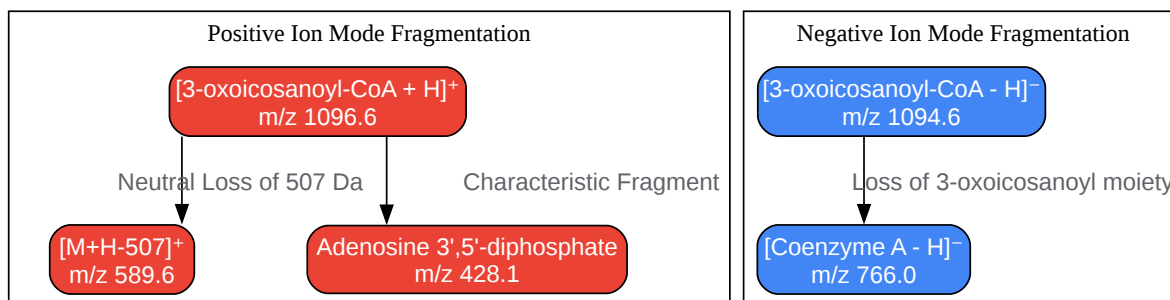 Positive Ion Mode Fragmentation
[3-oxoicosanoyl-CoA + H]⁺
m/z 1096.6
Neutral Loss of 507 Da
Characteristic Fragment
[M+H-507]⁺
m/z 589.6
Adenosine 3',5'-diphosphate
m/z 428.1
Negative Ion Mode Fragmentation
[3-oxoicosanoyl-CoA - H]⁻
m/z 1094.6
Loss of 3-oxoicosanoyl moiety
[Coenzyme A - H]⁻
m/z 766.0